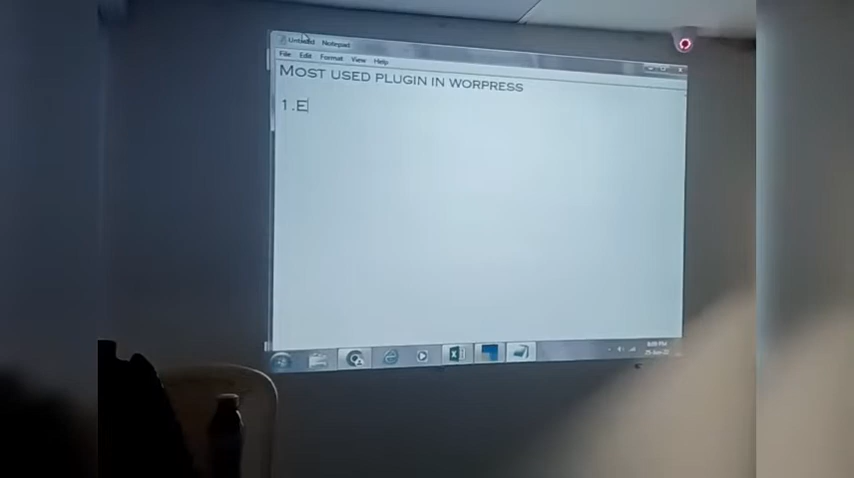 Untitled - Notepad
File Edit Format View Help
MOST USED PLUGIN IN WORPRESS
1.E